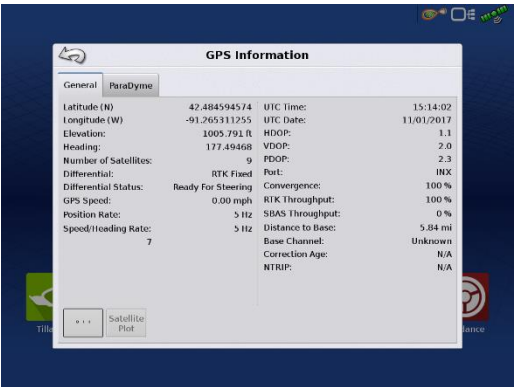 GPS Information
General
ParaDyme
Latitude (N) 42.484594574
Longitude (W) -91.265311255
Elevation: 1005.791 ft
Heading: 177.49468
Number of Satellites: 9
Differential: RTK Fixed
Differential Status: Ready For Steering
GPS Speed: 0.00 mph
Position Rate: 5 Hz
Speed/Heading Rate: 5 Hz
7
UTC Time: 15:14:02
UTC Date: 11/01/2017
HDOP: 1.1
VDOP: 2.0
PDOP: 2.3
Port: INX
Convergence: 100 %
RTK Throughput: 100 %
SBAS Throughput: 0 %
Distance to Base: 5.84 mi
Base Channel: Unknown
Correction Age: N/A
NTRIP: N/A
...
Satellite
Plot
Tilla
dance